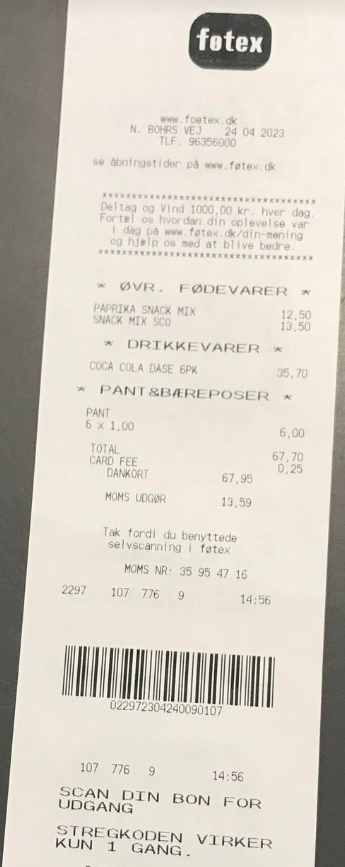 føtex
www.foetex.dk
N. BOHRS VEJ 24 04 2023
TLF. 96356000
se åbningstider på www.føtex.dk
***********************************
Deltag og Vind 1000,00 kr. hver dag.
Fortæl os hvordan din oplevelse var
i dag på www.føtex.dk/din-mening
og hjælp os med at blive bedre.
***********************************
* ØVR. FØDEVARER *
PAPRIKA SNACK MIX 12,50
SNACK MIX SCO 13,50
* DRIKKEVARER *
COCA COLA DASE 6PK 35,70
* PANT&BÆREPOSER *
PANT
6 x 1,00 6,00
TOTAL 67,70
CARD FEE 0,25
DANKORT 67,95
MOMS UDGØR 13,59
Tak fordi du benyttede
selvscanning i føtex
MOMS NR: 35 95 47 16
2297 107 776 9 14:56
022972304240090107
107 776 9 14:56
SCAN DIN BON FOR
UDGANG
STREGKODEN VIRKER
KUN 1 GANG.